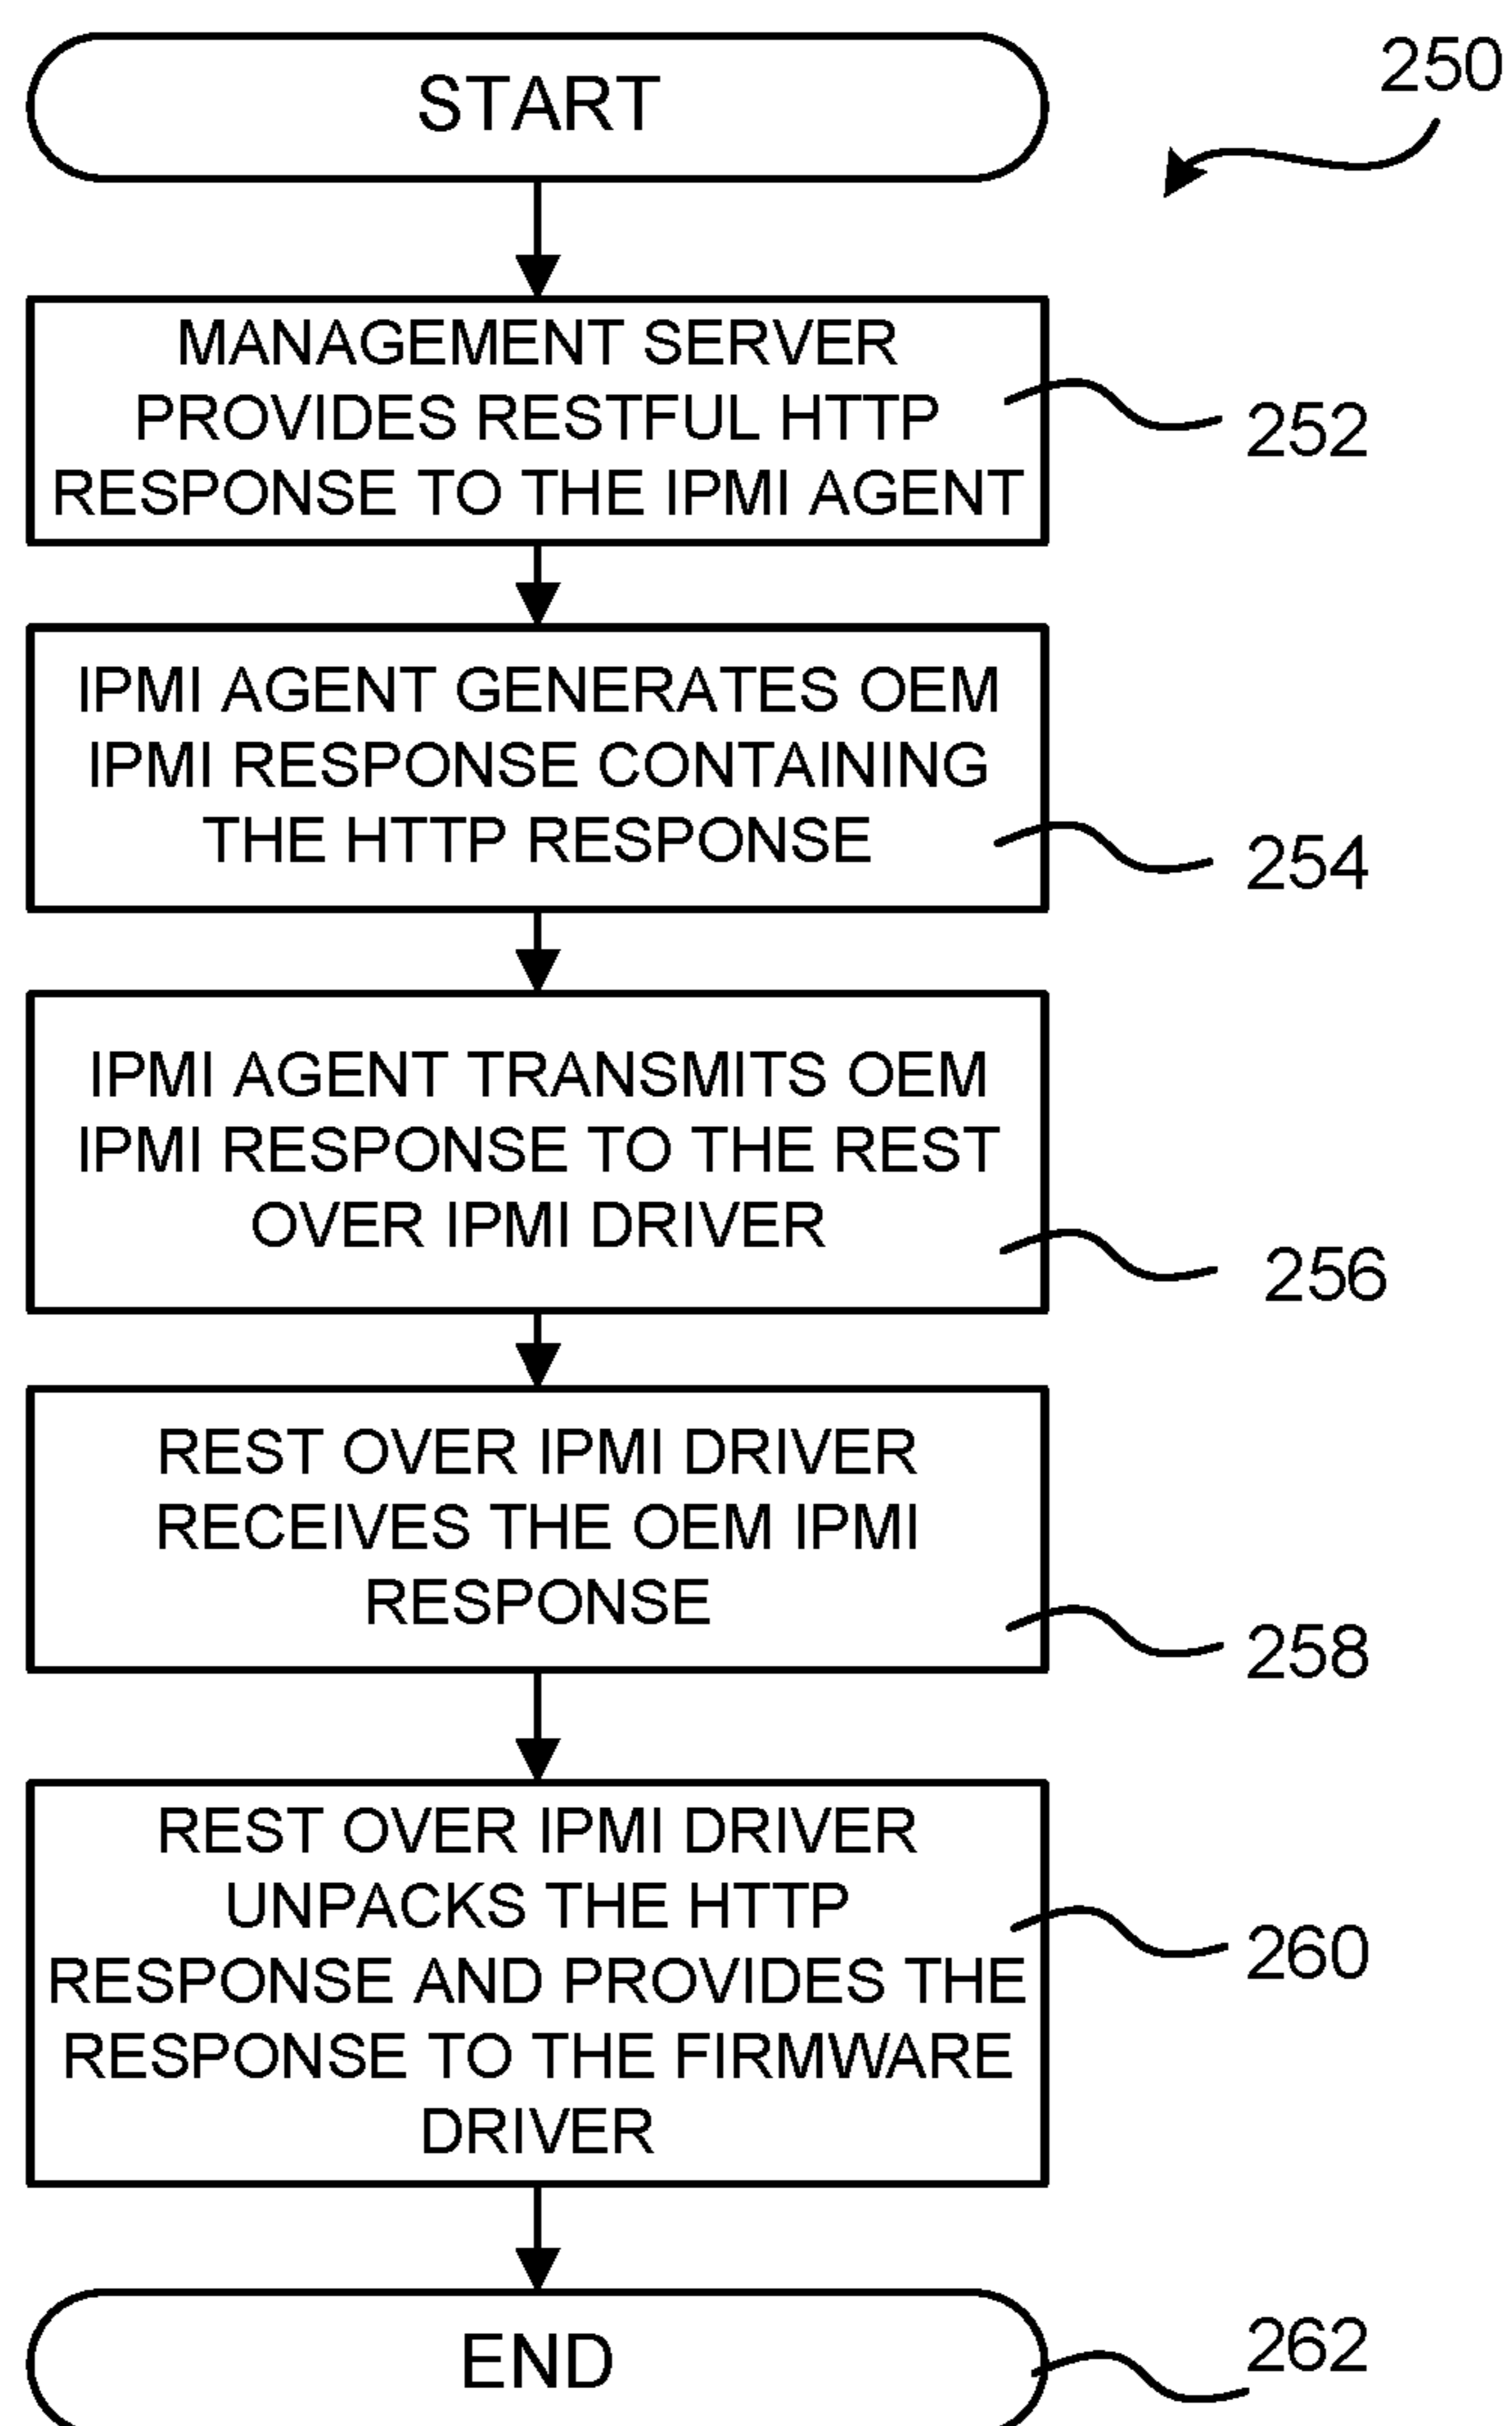 START
250
MANAGEMENT SERVER
PROVIDES RESTFUL HTTP
RESPONSE TO THE IPMI AGENT
252
IPMI AGENT GENERATES OEM
IPMI RESPONSE CONTAINING
THE HTTP RESPONSE
254
IPMI AGENT TRANSMITS OEM
IPMI RESPONSE TO THE REST
OVER IPMI DRIVER
256
REST OVER IPMI DRIVER
RECEIVES THE OEM IPMI
RESPONSE
258
REST OVER IPMI DRIVER
UNPACKS THE HTTP
RESPONSE AND PROVIDES THE
RESPONSE TO THE FIRMWARE
DRIVER
260
END
262